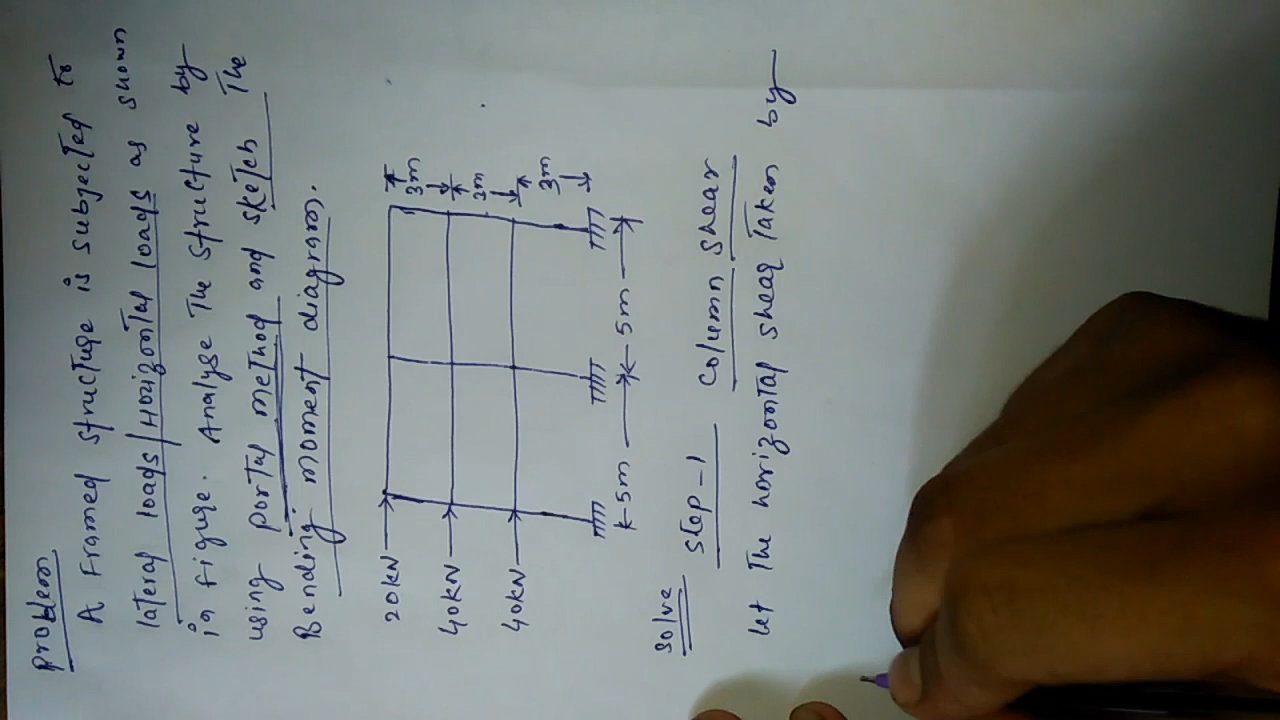 problem
A Framed structure is subjected to
lateral loads/Horizontal loads as shown
in figure. Analyse The structure by
using portal method and sketch The
Bending moment diagram.
20kN
40kN
40kN
3m
3m
3m
5m
5m
Solve
Step-1 Column shear
let The horizontal shear Taken by